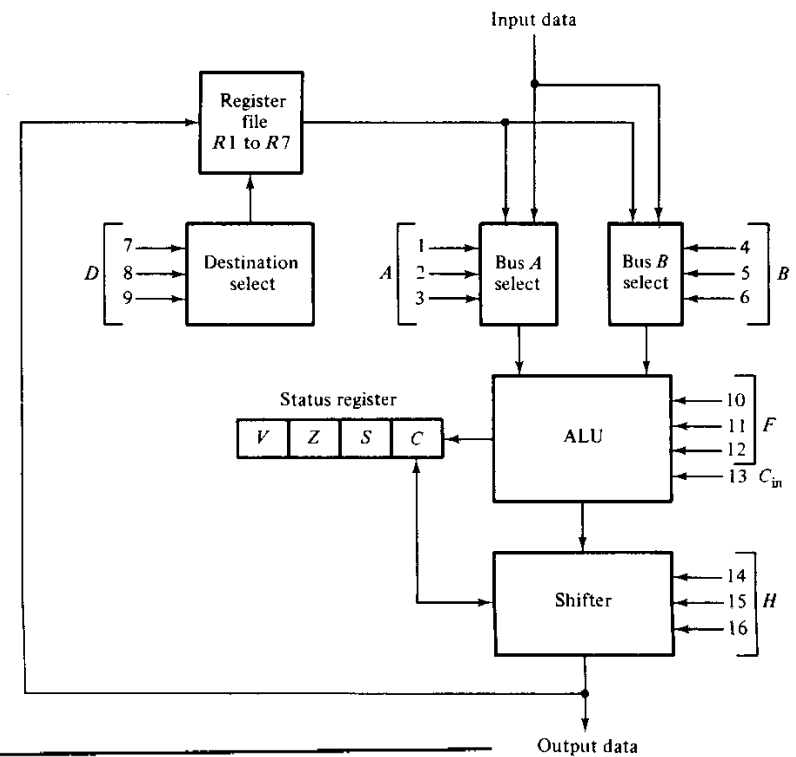 Input data
Register
file
R1 to R7
D
7
8
9
Destination
select
A
1
2
3
Bus A
select
Bus B
select
4
5
6
B
Status register
V
Z
S
C
ALU
10
11
12
F
13 C_in
Shifter
14
15
16
H
Output data